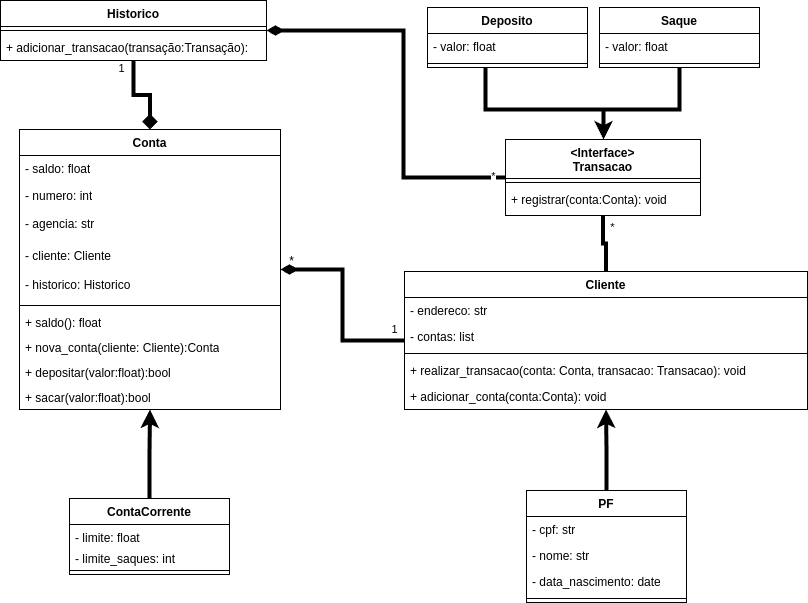 Historico
+ adicionar_transacao(transação:Transação):
1
Deposito
- valor: float
Saque
- valor: float
Conta
- saldo: float
- numero: int
- agencia: str
- cliente: Cliente
- historico: Historico
+ saldo(): float
+ nova_conta(cliente: Cliente):Conta
+ depositar(valor:float):bool
+ sacar(valor:float):bool
<Interface>
Transacao
+ registrar(conta:Conta): void
*
*
*
1
Cliente
- endereco: str
- contas: list
+ realizar_transacao(conta: Conta, transacao: Transacao): void
+ adicionar_conta(conta:Conta): void
ContaCorrente
- limite: float
- limite_saques: int
PF
- cpf: str
- nome: str
- data_nascimento: date